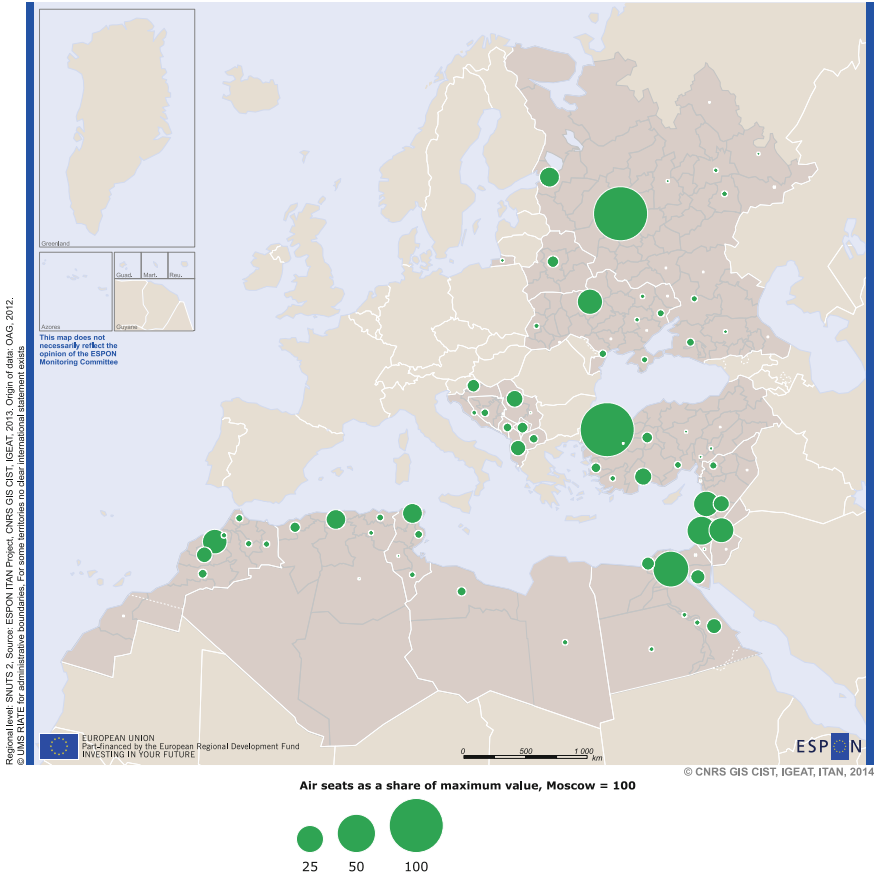 Greenland
Azores
Guad.
Mart.
Reu.
Guyane
This map does not
necessarily reflect the
opinion of the ESPON
Monitoring Committee
Regional level: SNUTS 2, Source: ESPON ITAN Project, CNRS GIS CIST, IGEAT, 2013. Origin of data: OAG, 2012.
© UMS RIATE for administrative boundaries, For some territories no clear international statement exists
EUROPEAN UNION
Part-financed by the European Regional Development Fund
INVESTING IN YOUR FUTURE
0 500 1 000
km
ESPON
© CNRS GIS CIST, IGEAT, ITAN, 2014
Air seats as a share of maximum value, Moscow = 100
25 50 100